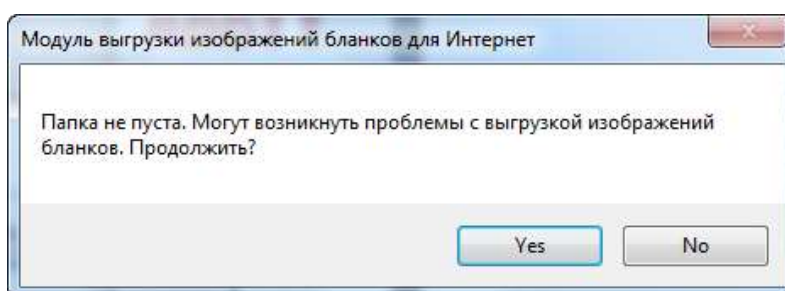 Модуль выгрузки изображений бланков для Интернет
Папка не пуста. Могут возникнуть проблемы с выгрузкой изображений
бланков. Продолжить?
Yes No